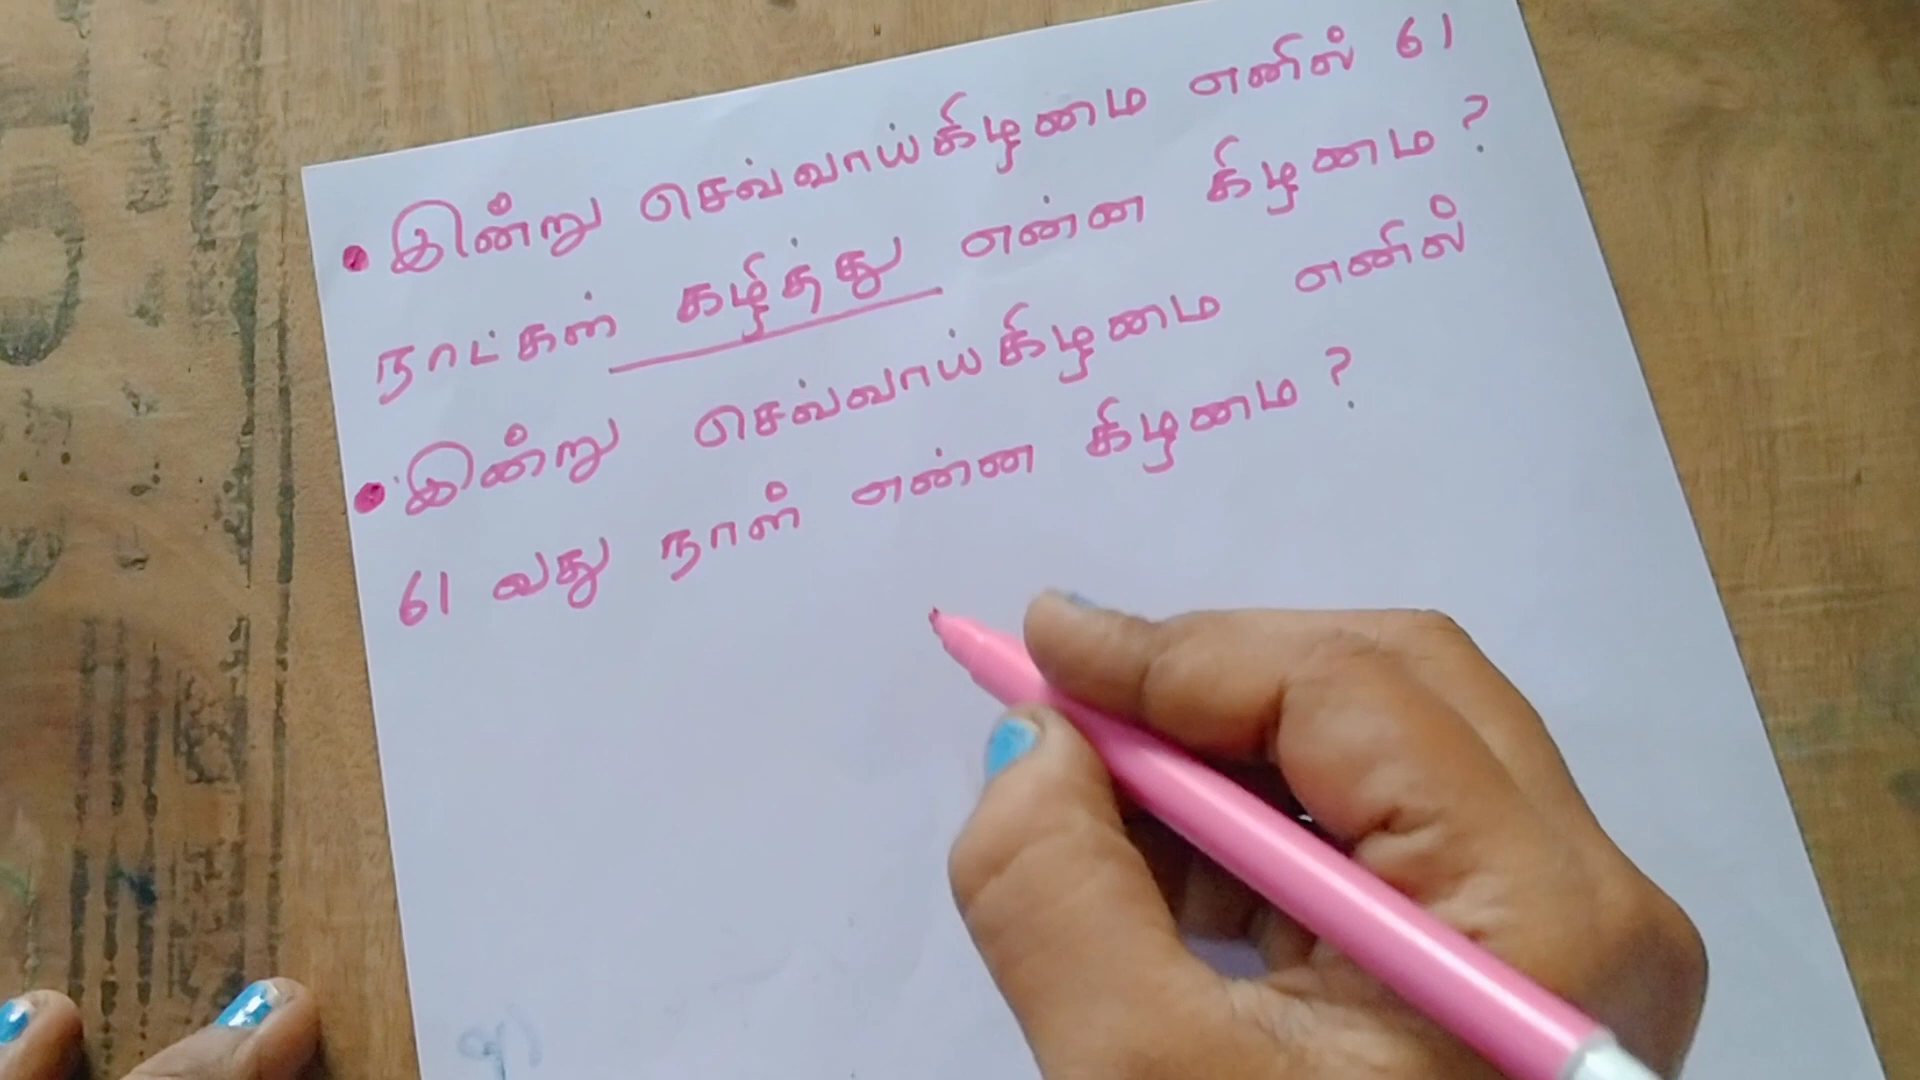 • இன்று செவ்வாய்கிழமை எனில் 61
நாட்கள் கழித்து என்ன கிழமை?
• இன்று செவ்வாய்கிழமை எனில்
61 வது நாள் என்ன கிழமை?